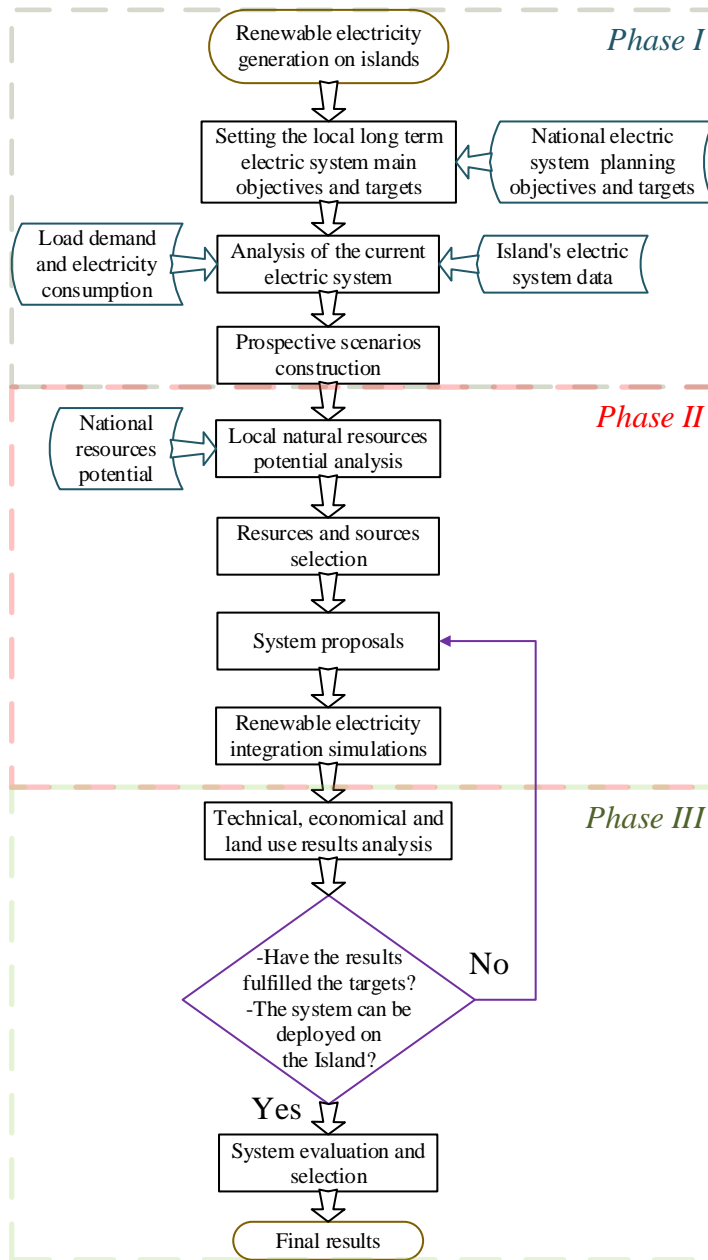 Renewable electricity
generation on islands
Phase I
Setting the local long term
electric system main
objectives and targets
National electric
system planning
objectives and targets
Load demand
and electricity
consumption
Analysis of the current
electric system
Island's electric
system data
Prospective scenarios
construction
Phase II
National
resources
potential
Local natural resources
potential analysis
Resurces and sources
selection
System proposals
Renewable electricity
integration simulations
Phase III
Technical, economical and
land use results analysis
-Have the results
fulfilled the targets?
-The system can be
deployed on
the Island?
No
Yes
System evaluation and
selection
Final results